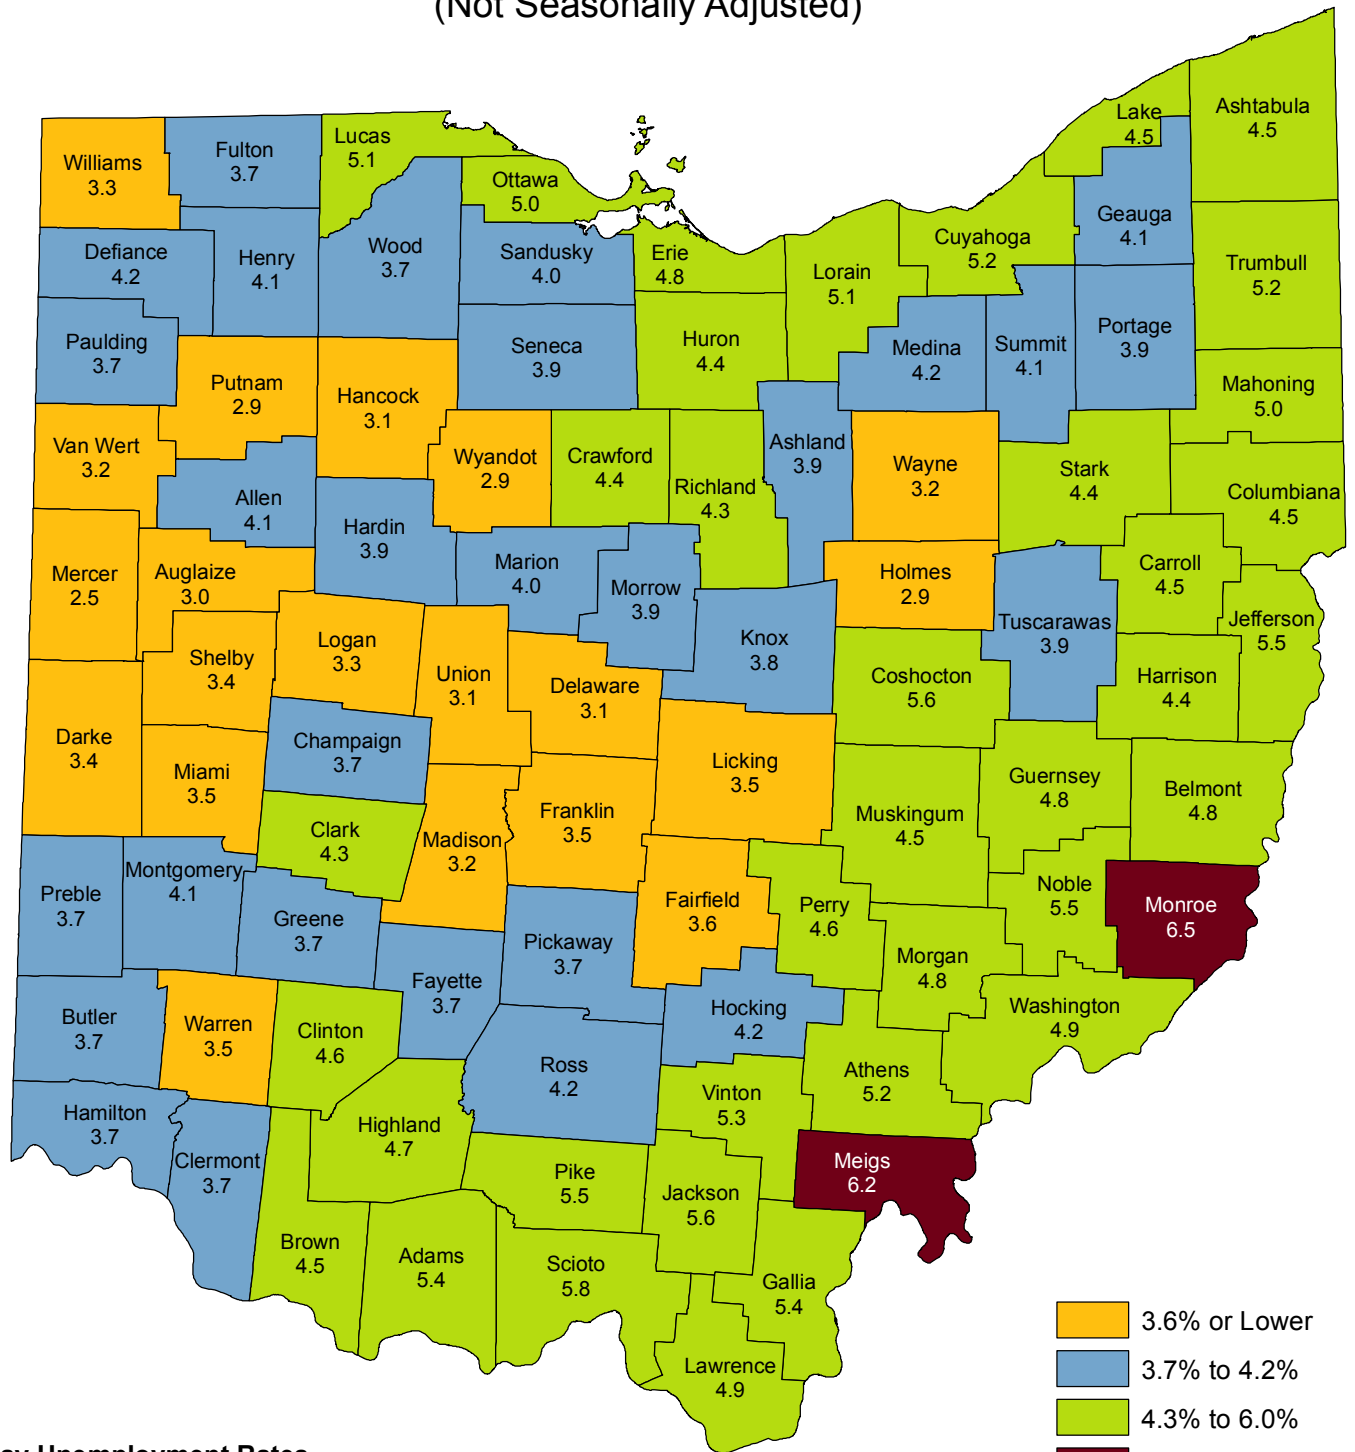 (Not Seasonally Adjusted)
Williams
3.3
Fulton
3.7
Lucas
5.1
Ottawa
5.0
Lake
4.5
Ashtabula
4.5
Defiance
4.2
Henry
4.1
Wood
3.7
Sandusky
4.0
Erie
4.8
Lorain
5.1
Cuyahoga
5.2
Geauga
4.1
Trumbull
5.2
Paulding
3.7
Putnam
2.9
Hancock
3.1
Seneca
3.9
Huron
4.4
Medina
4.2
Summit
4.1
Portage
3.9
Mahoning
5.0
Van Wert
3.2
Allen
4.1
Wyandot
2.9
Crawford
4.4
Richland
4.3
Ashland
3.9
Wayne
3.2
Stark
4.4
Columbiana
4.5
Mercer
2.5
Auglaize
3.0
Hardin
3.9
Marion
4.0
Morrow
3.9
Holmes
2.9
Tuscarawas
3.9
Carroll
4.5
Jefferson
5.5
Shelby
3.4
Logan
3.3
Union
3.1
Delaware
3.1
Knox
3.8
Coshocton
5.6
Harrison
4.4
Darke
3.4
Miami
3.5
Champaign
3.7
Licking
3.5
Guernsey
4.8
Belmont
4.8
Clark
4.3
Madison
3.2
Franklin
3.5
Muskingum
4.5
Preble
3.7
Montgomery
4.1
Greene
3.7
Pickaway
3.7
Fairfield
3.6
Perry
4.6
Noble
5.5
Monroe
6.5
Fayette
3.7
Morgan
4.8
Butler
3.7
Warren
3.5
Clinton
4.6
Hocking
4.2
Washington
4.9
Ross
4.2
Athens
5.2
Hamilton
3.7
Highland
4.7
Vinton
5.3
Clermont
3.7
Pike
5.5
Jackson
5.6
Meigs
6.2
Brown
4.5
Adams
5.4
Scioto
5.8
Gallia
5.4
Lawrence
4.9
3.6% or Lower
3.7% to 4.2%
4.3% to 6.0%
Unemployment Rates